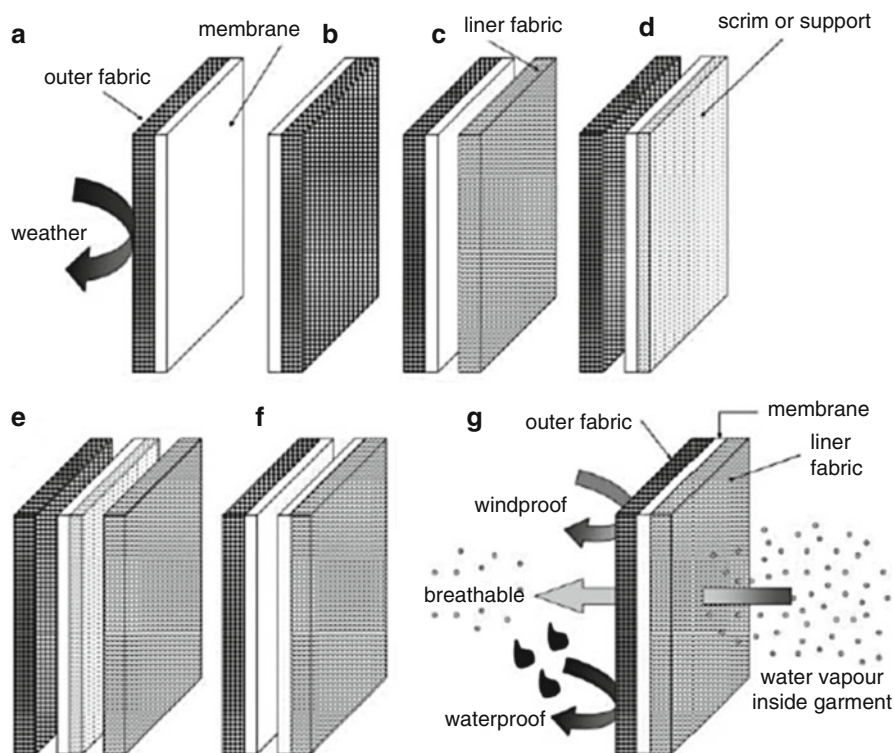 a
membrane
b
c
liner fabric
d
scrim or support
outer fabric
weather
e
f
g
outer fabric
membrane
liner
fabric
windproof
breathable
waterproof
water vapour
inside garment